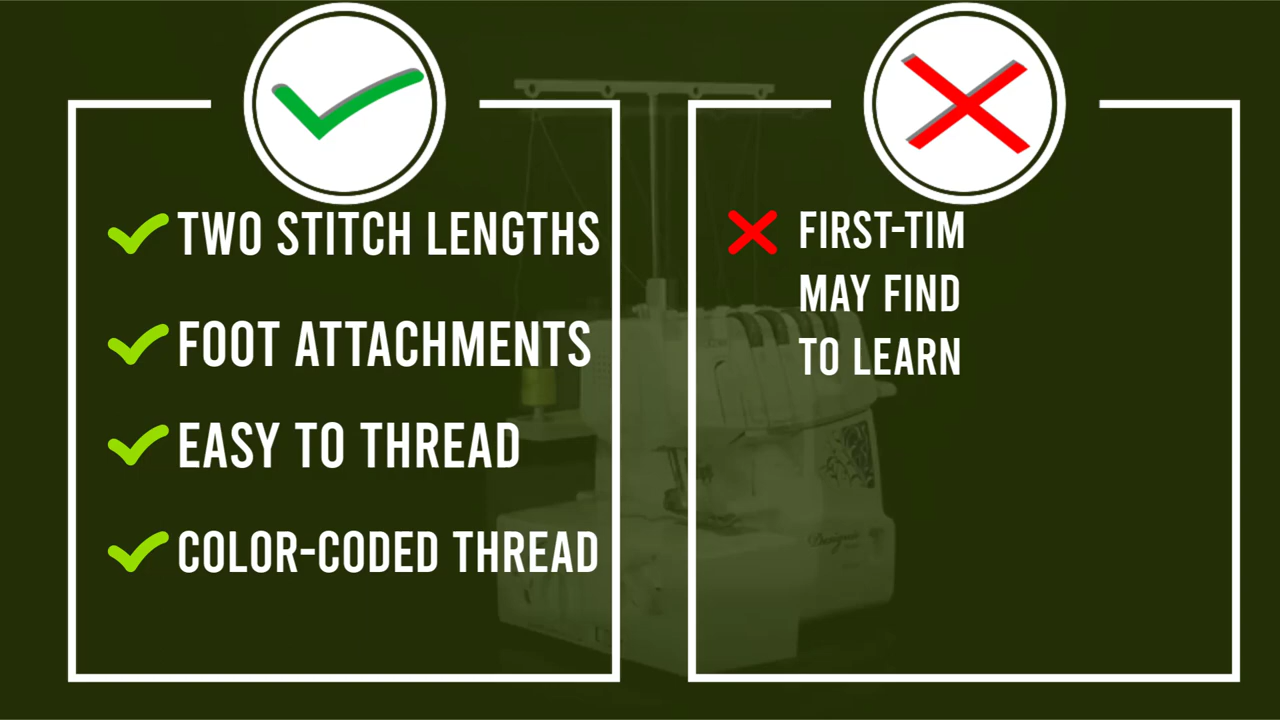 TWO STITCH LENGTHS
FOOT ATTACHMENTS
EASY TO THREAD
COLOR-CODED THREAD
FIRST-TIM
MAY FIND
TO LEARN